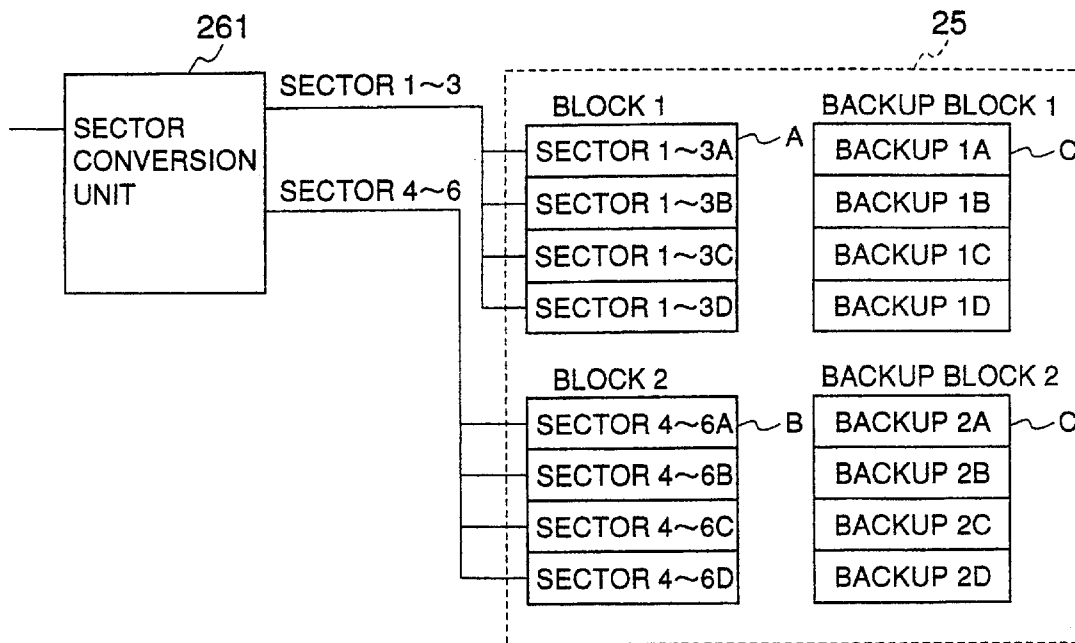 261
25
SECTOR 1~3
SECTOR 4~6
SECTOR
CONVERSION
UNIT
BLOCK 1
SECTOR 1~3A
A
SECTOR 1~3B
SECTOR 1~3C
SECTOR 1~3D
BACKUP BLOCK 1
BACKUP 1A
C
BACKUP 1B
BACKUP 1C
BACKUP 1D
BLOCK 2
SECTOR 4~6A
B
SECTOR 4~6B
SECTOR 4~6C
SECTOR 4~6D
BACKUP BLOCK 2
BACKUP 2A
C
BACKUP 2B
BACKUP 2C
BACKUP 2D